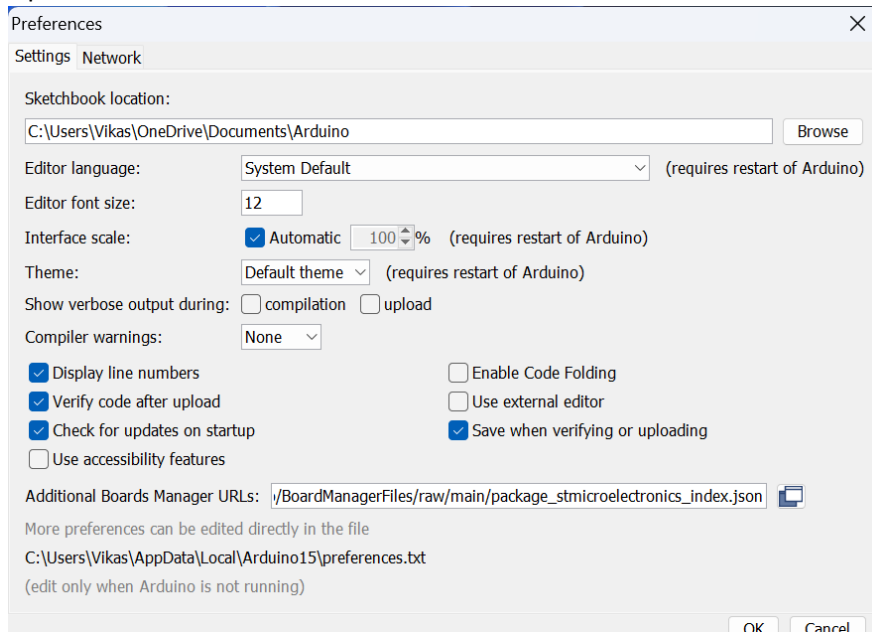 Preferences
Settings Network
Sketchbook location:
C:\Users\Vikas\OneDrive\Documents\Arduino Browse
Editor language: System Default (requires restart of Arduino)
Editor font size: 12
Interface scale: Automatic 100 % (requires restart of Arduino)
Theme: Default theme (requires restart of Arduino)
Show verbose output during: compilation upload
Compiler warnings: None
Display line numbers Enable Code Folding
Verify code after upload Use external editor
Check for updates on startup Save when verifying or uploading
Use accessibility features
Additional Boards Manager URLs: /BoardManagerFiles/raw/main/package_stmicroelectronics_index.json
More preferences can be edited directly in the file
C:\Users\Vikas\AppData\Local\Arduino15\preferences.txt
(edit only when Arduino is not running)
OK Cancel